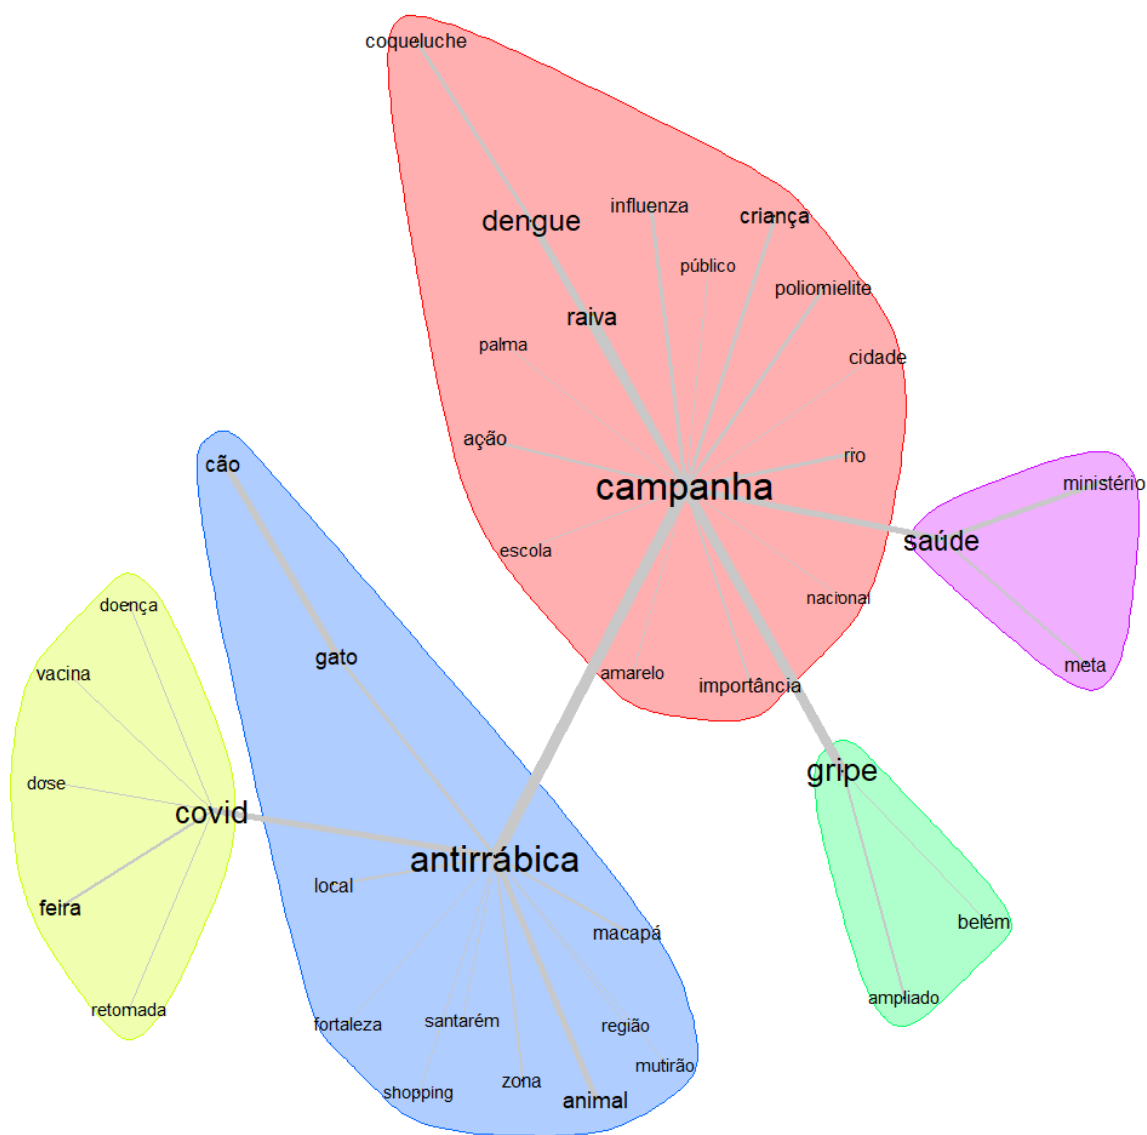 coqueluche
influenza
dengue
criança
público
poliomielite
raiva
palma
cidade
ação
rio
cão
campanha
ministério
saúde
escola
nacional
doença
gato
vacina
amarelo
importância
meta
dose
gripe
covid
antirrábica
local
feira
macapá
belém
ampliado
retomada
fortaleza
santarém
região
mutirão
zona
shopping
animal